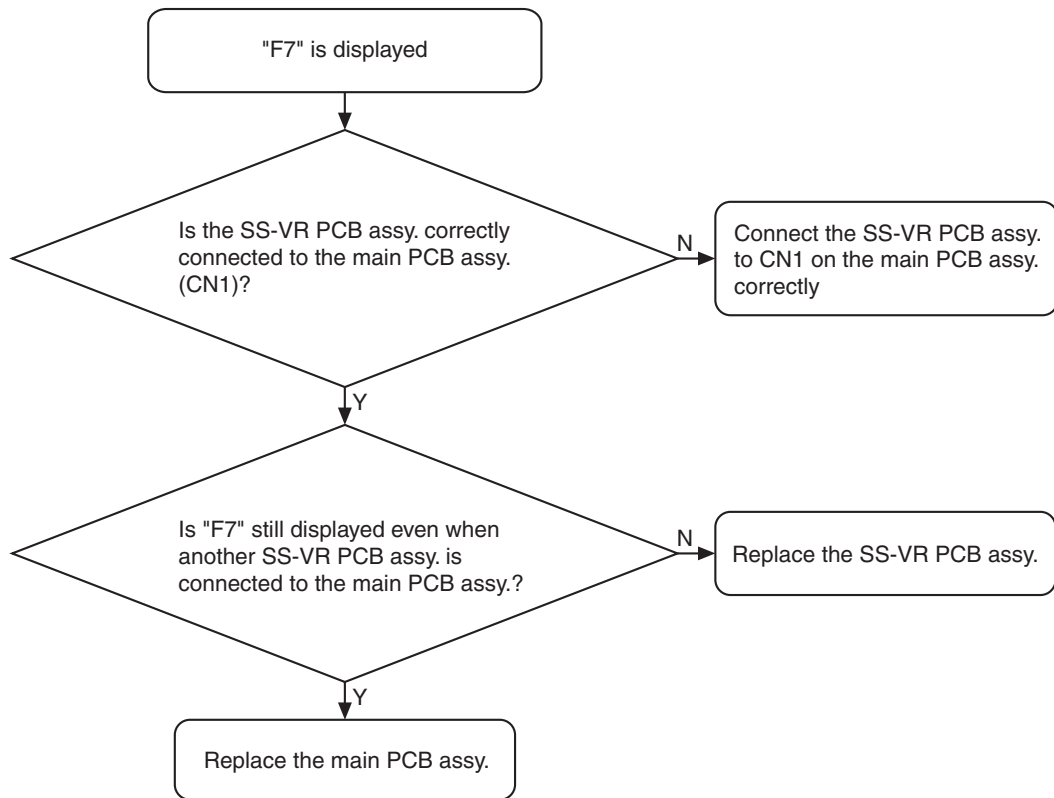 "F7" is displayed
Is the SS-VR PCB assy. correctly
connected to the main PCB assy.
(CN1)?
N
Connect the SS-VR PCB assy.
to CN1 on the main PCB assy.
correctly
Y
Is "F7" still displayed even when
another SS-VR PCB assy. is
connected to the main PCB assy.?
N
Replace the SS-VR PCB assy.
Y
Replace the main PCB assy.